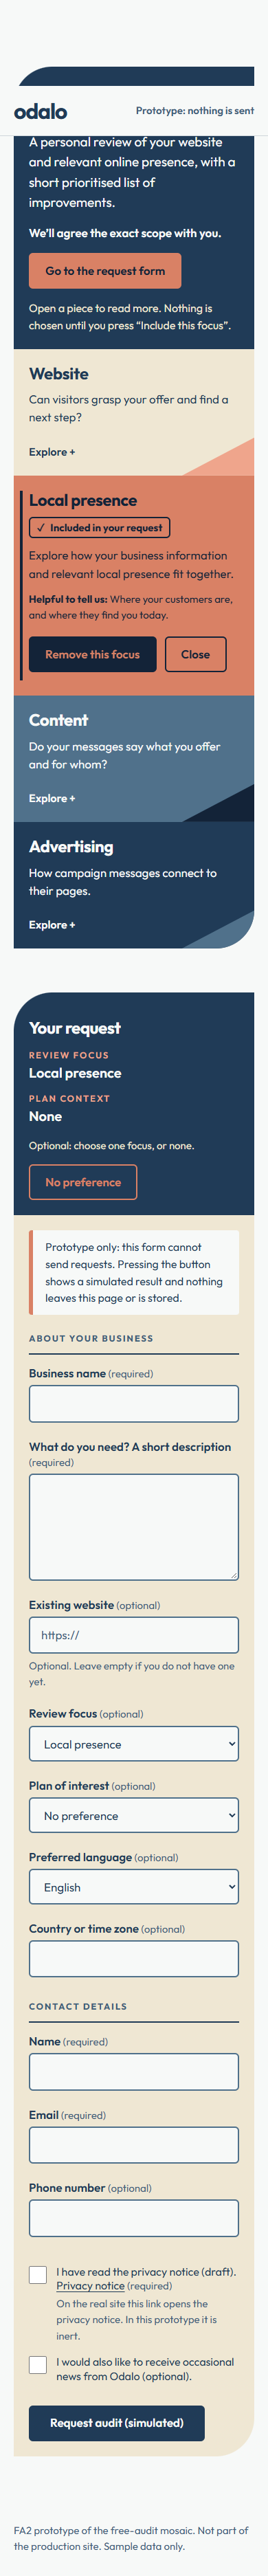 odalo
Prototype: nothing is sent
A personal review of your website
and relevant online presence, with a
short prioritised list of
improvements.
We'll agree the exact scope with you.
Go to the request form
Open a piece to read more. Nothing is
chosen until you press “Include this focus”.
Website
Can visitors grasp your offer and find a
next step?
Explore +
Local presence
✓ Included in your request
Explore how your business information
and relevant local presence fit together.
Helpful to tell us: Where your customers are,
and where they find you today.
Remove this focus
Close
Content
Do your messages say what you offer
and for whom?
Explore +
Advertising
How campaign messages connect to
their pages.
Explore +
Your request
REVIEW FOCUS
Local presence
PLAN CONTEXT
None
Optional: choose one focus, or none.
No preference
Prototype only: this form cannot
send requests. Pressing the button
shows a simulated result and nothing
leaves this page or is stored.
ABOUT YOUR BUSINESS
Business name (required)
What do you need? A short description
(required)
Existing website (optional)
https://
Optional. Leave empty if you do not have one
yet.
Review focus (optional)
Local presence
Plan of interest (optional)
No preference
Preferred language (optional)
English
Country or time zone (optional)
CONTACT DETAILS
Name (required)
Email (required)
Phone number (optional)
I have read the privacy notice (draft).
Privacy notice (required)
On the real site this link opens the
privacy notice. In this prototype it is
inert.
I would also like to receive occasional
news from Odalo (optional).
Request audit (simulated)
FA2 prototype of the free-audit mosaic. Not part of
the production site. Sample data only.